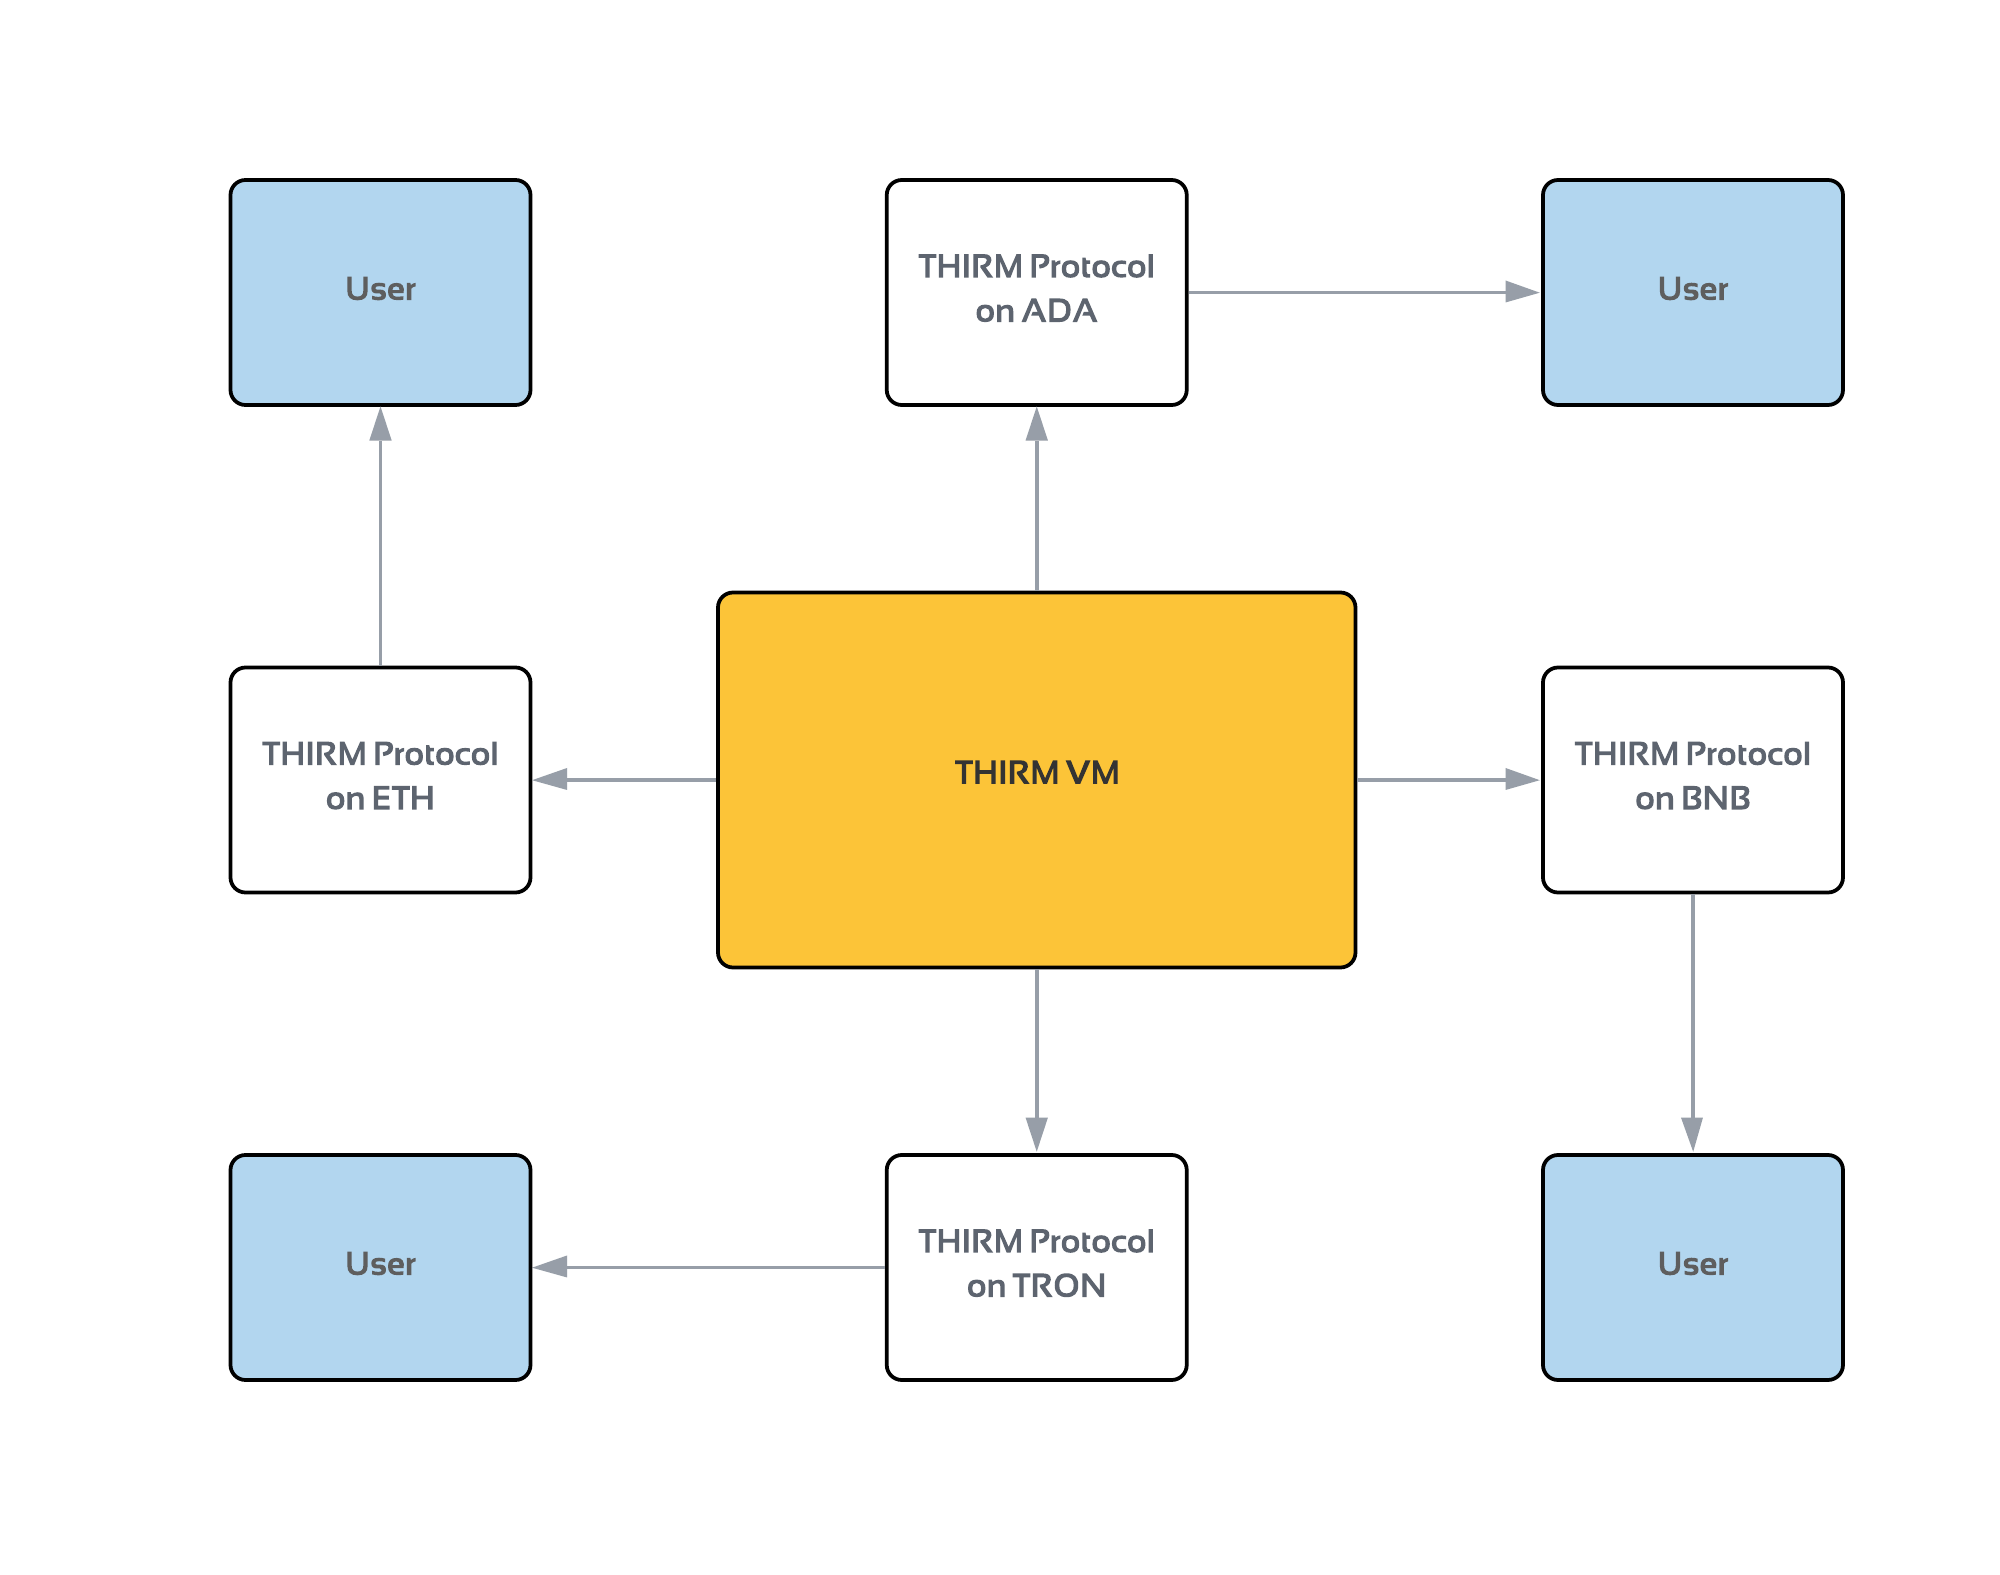 User
THIRM Protocol
on ADA
User
THIRM Protocol
on ETH
THIRM VM
THIRM Protocol
on BNB
User
THIRM Protocol
on TRON
User